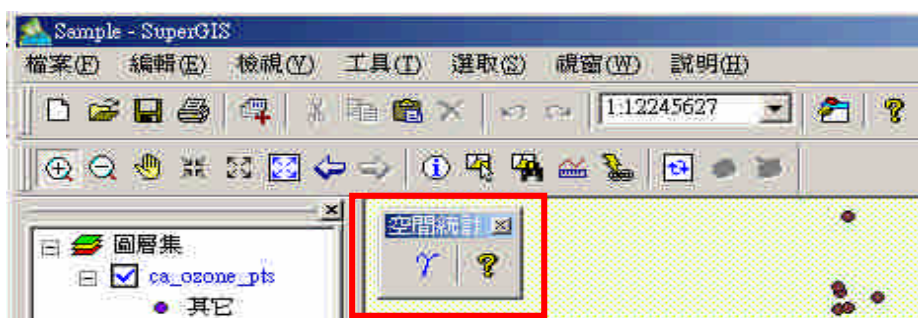 Sample - SuperGIS
檔案(F) 編輯(E) 檢視(V) 工具(T) 選取(S) 視窗(W) 說明(H)
1:12245627
空間統計
γ
圖層集
ca_ozone_pts
其它